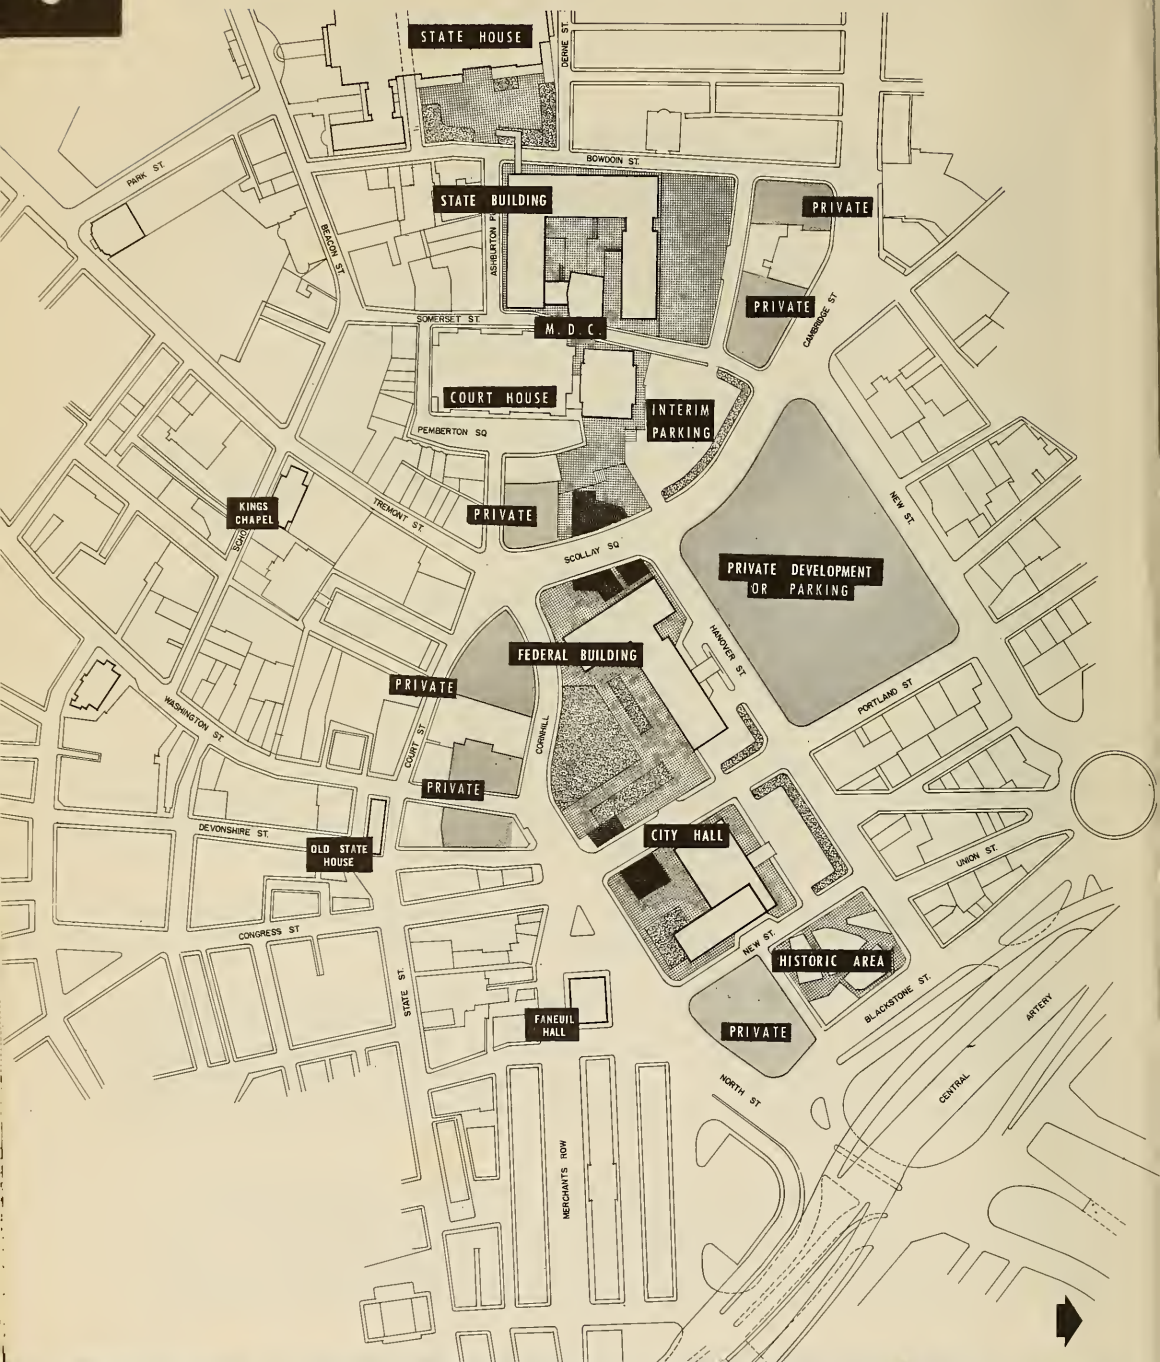 STATE HOUSE
DERNE ST.
BOWDOIN ST.
PARK ST.
STATE BUILDING
PRIVATE
BEACON ST.
ASHBURTON
PRIVATE
CAMBRIDGE ST
SOMERSET ST.
M. D. C.
COURT HOUSE
INTERIM
PARKING
PEMBERTON SQ
KINGS
CHAPEL
TREMONT ST.
PRIVATE
NEW ST.
SCOLLAY SQ
PRIVATE DEVELOPMENT
OR PARKING
HANOVER ST.
FEDERAL BUILDING
PRIVATE
PORTLAND ST
WASHINGTON ST.
COURT ST
CORNHILL
PRIVATE
DEVONSHIRE ST.
CITY HALL
OLD STATE
HOUSE
UNION ST.
CONGRESS ST
NEW ST.
HISTORIC AREA
STATE ST.
BLACKSTONE ST.
FANEUIL
HALL
PRIVATE
CENTRAL ARTERY
NORTH ST
MERCHANTS ROW